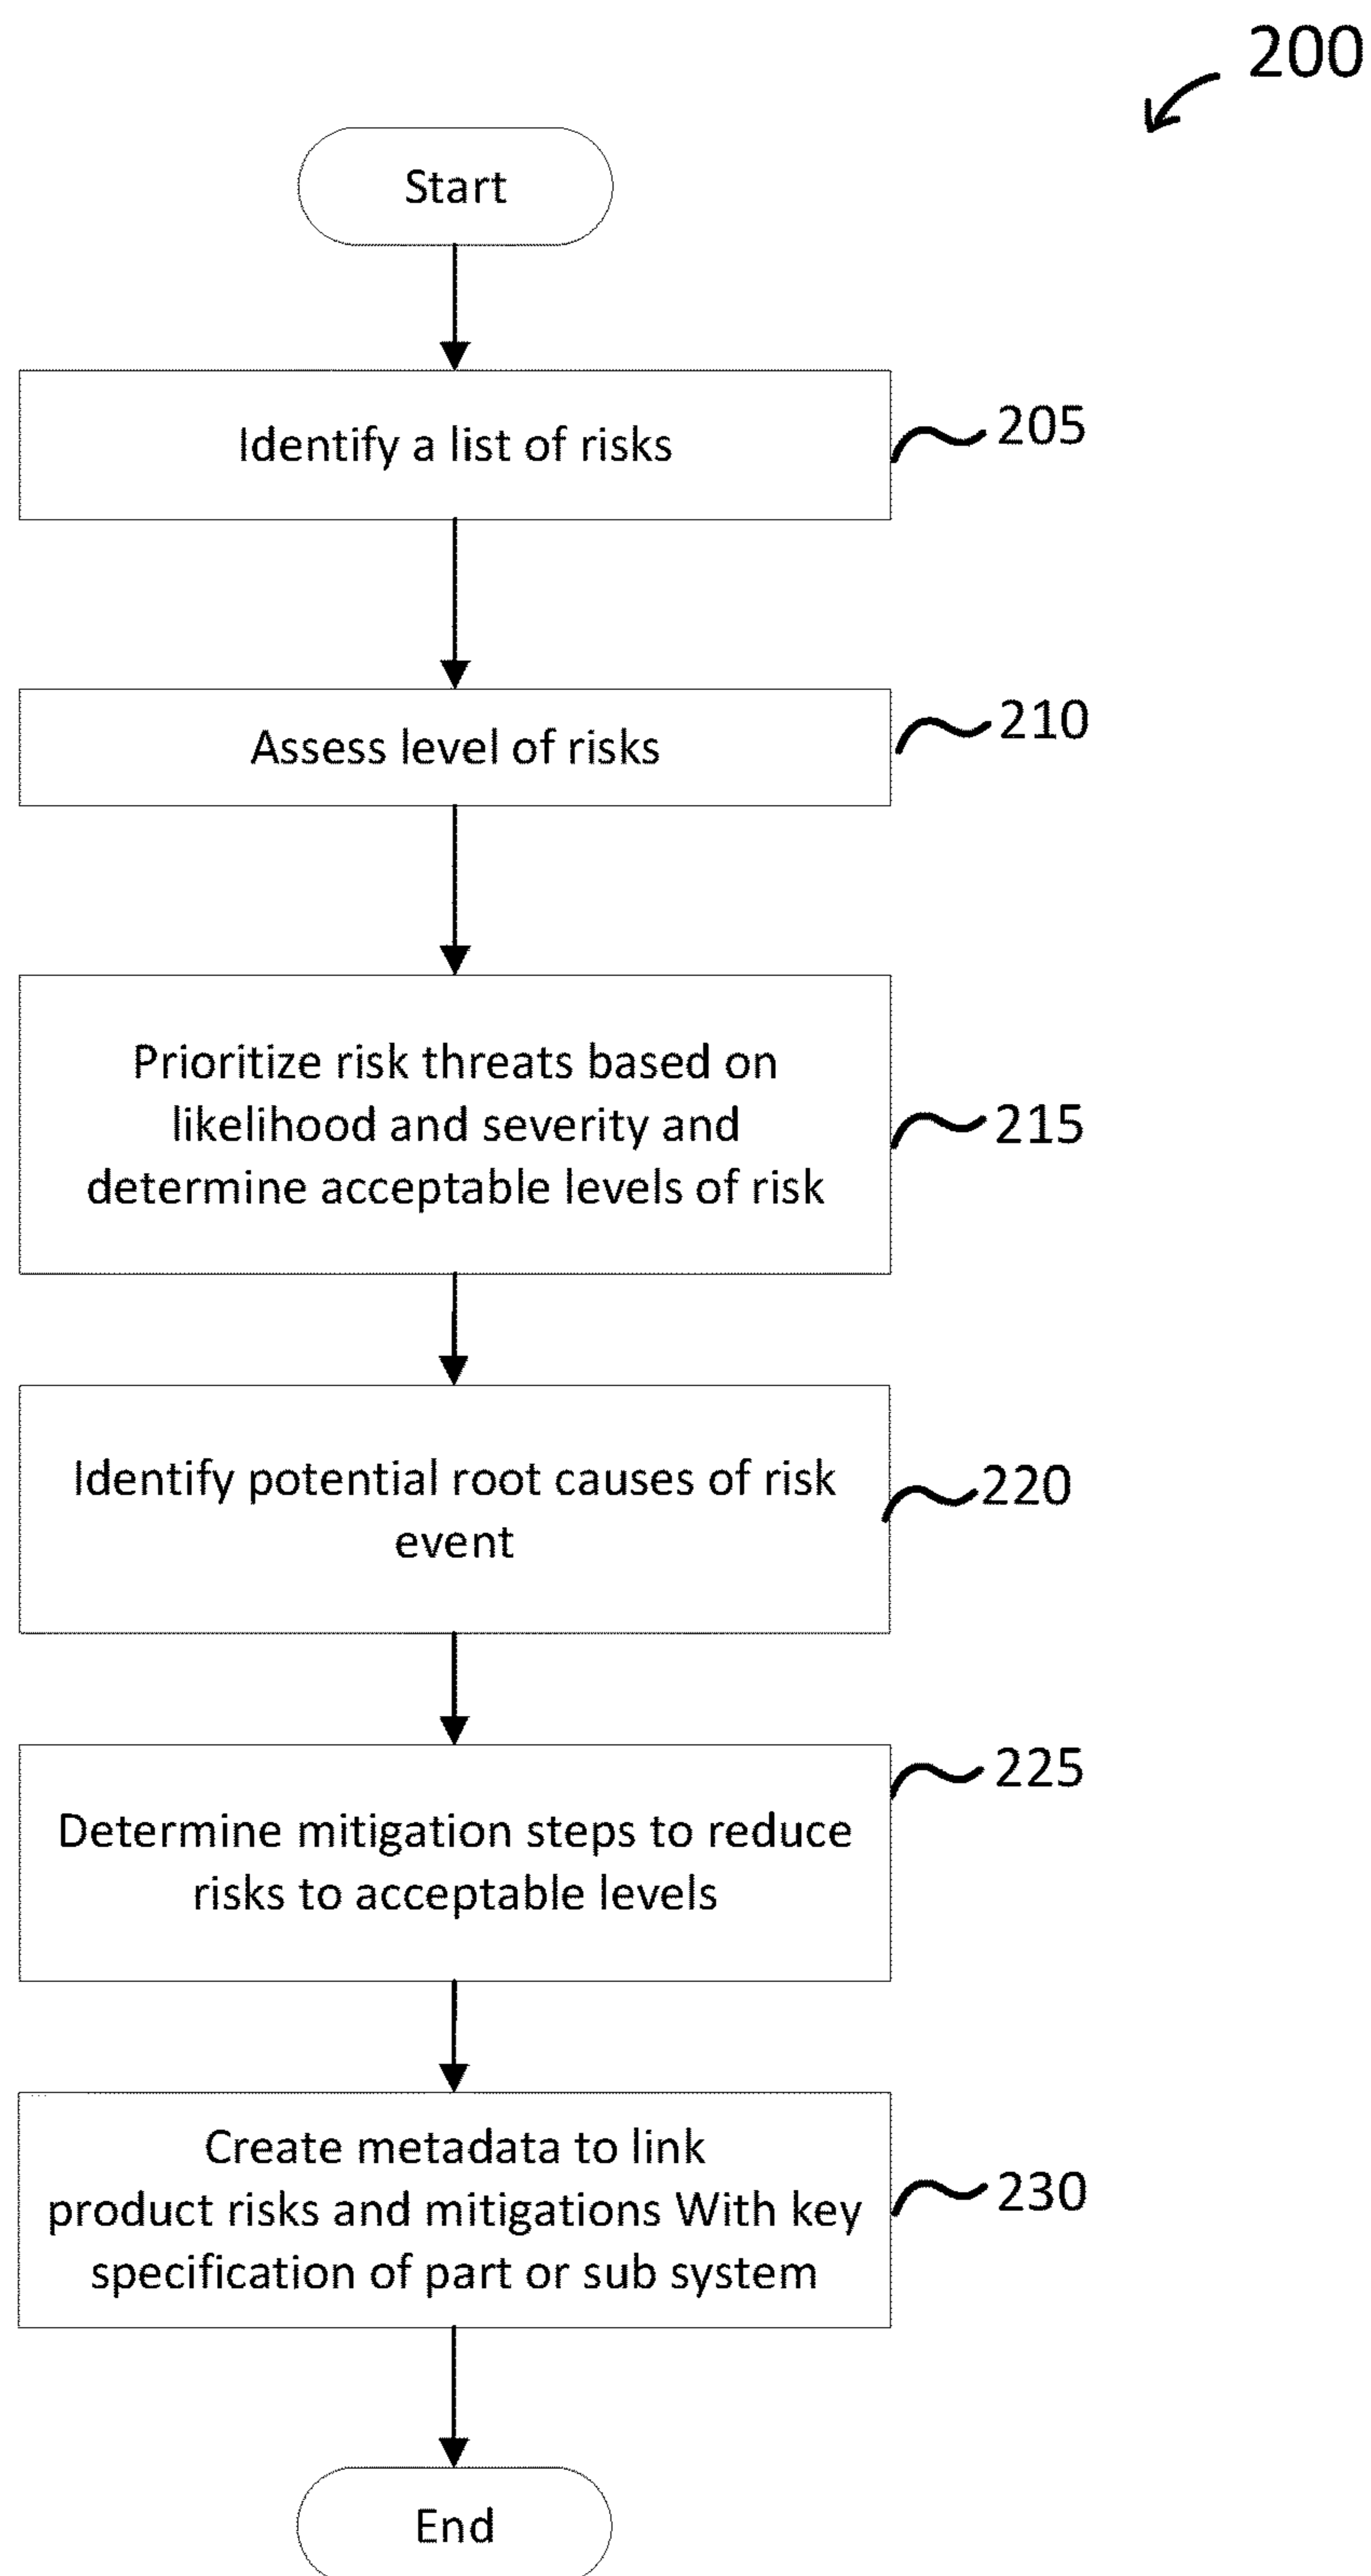 200
Start
Identify a list of risks
205
Assess level of risks
210
Prioritize risk threats based on
likelihood and severity and
determine acceptable levels of risk
215
Identify potential root causes of risk
event
220
Determine mitigation steps to reduce
risks to acceptable levels
225
Create metadata to link
product risks and mitigations With key
specification of part or sub system
230
End